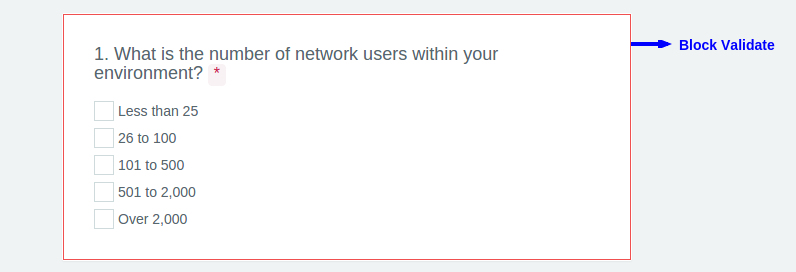 1. What is the number of network users within your
environment? *
Less than 25
26 to 100
101 to 500
501 to 2,000
Over 2,000
Block Validate